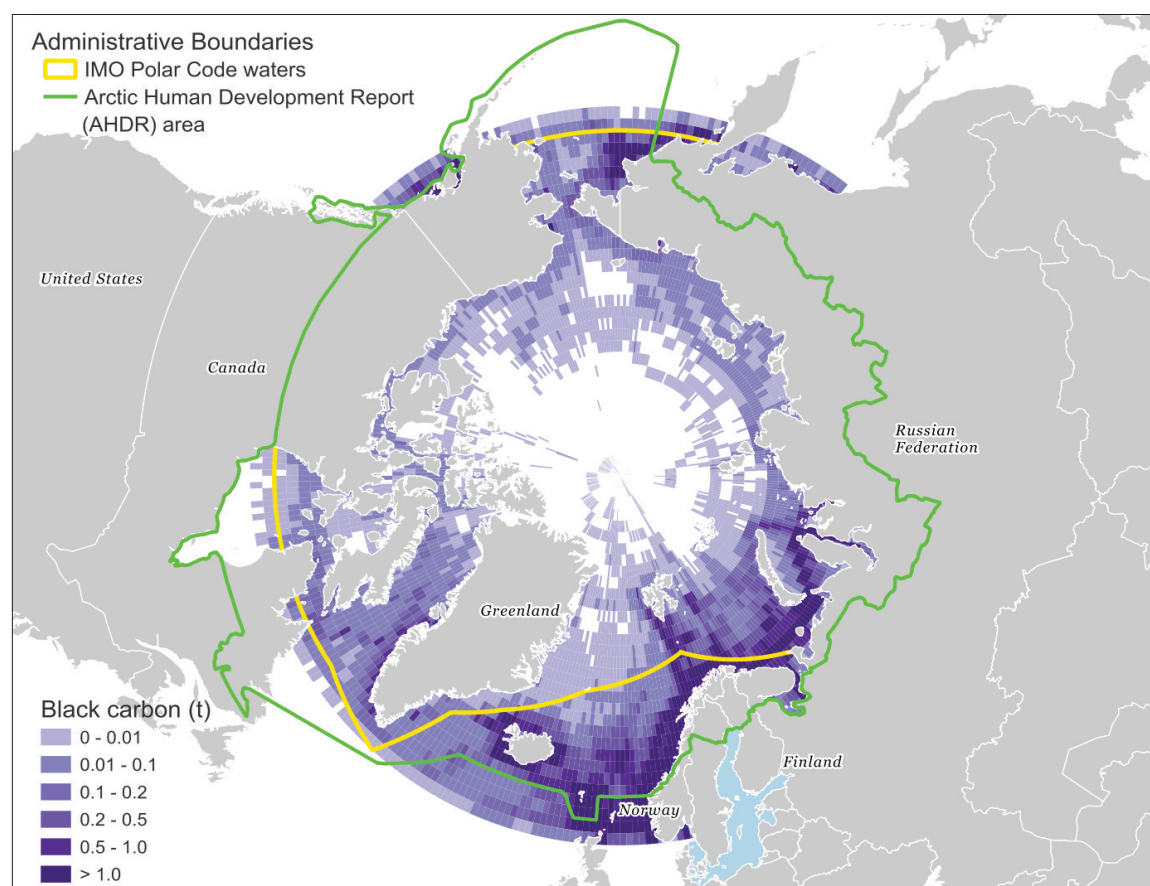 Administrative Boundaries
IMO Polar Code waters
Arctic Human Development Report
(AHDR) area
United States
Canada
Russian
Federation
Greenland
Finland
Norway
Black carbon (t)
0 - 0.01
0.01 - 0.1
0.1 - 0.2
0.2 - 0.5
0.5 - 1.0
> 1.0